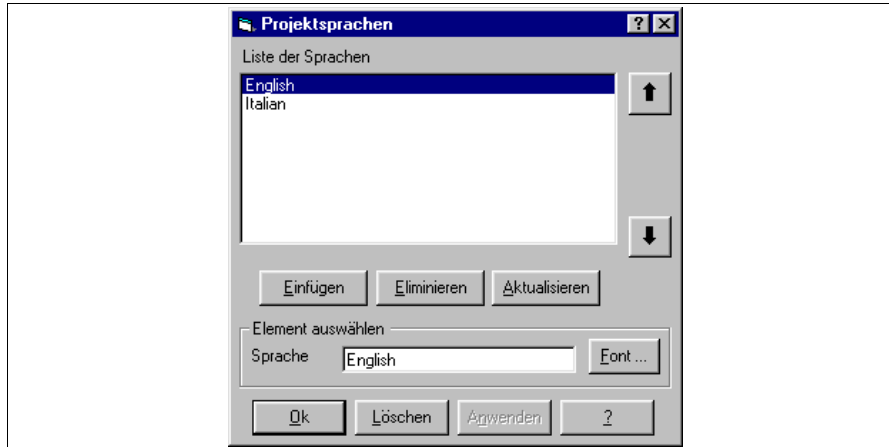 Projektsprachen
Liste der Sprachen
English
Italian
Einfügen Eliminieren Aktualisieren
Element auswählen
Sprache English Font ...
Ok Löschen Anwenden ?